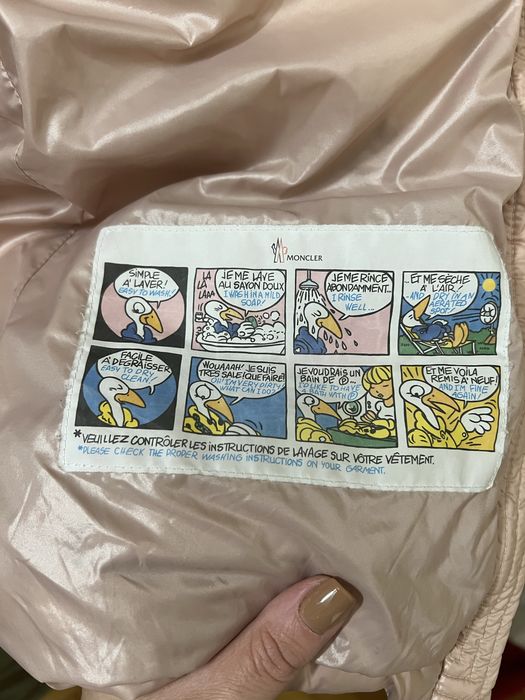 MONCLER
SIMPLE
À LAVER!
EASY TO WASH!
LA
LA
LAAA
JE ME LAVE
AU SAVON DOUX
I WASH IN A MILD
SOAP!
JE ME RINCE
ABONDAMMENT...
I RINSE
WELL...
...ET ME SÈCHE
À L'AIR...
...AND DRY IN AN
AERATED
SPOT!
FACILE
À DÉGRAISSER
EASY TO DRY
CLEAN!
WOUAAAH! JE SUIS
TRES SALE! QUE FAIRE?
OH! I'M VERY DIRTY!
WHAT CAN I DO?
JE VOUDRAIS UN
BAIN DE Ⓟ...
I'D LIKE TO HAVE
A BATH WITH Ⓟ
ET ME VOILA
REMIS À NEUF!
AND I'M FINE
AGAIN!
*VEUILLEZ CONTRÔLER LES INSTRUCTIONS DE LAVAGE SUR VÔTRE VÊTEMENT.
*PLEASE CHECK THE PROPER WASHING INSTRUCTIONS ON YOUR GARMENT.